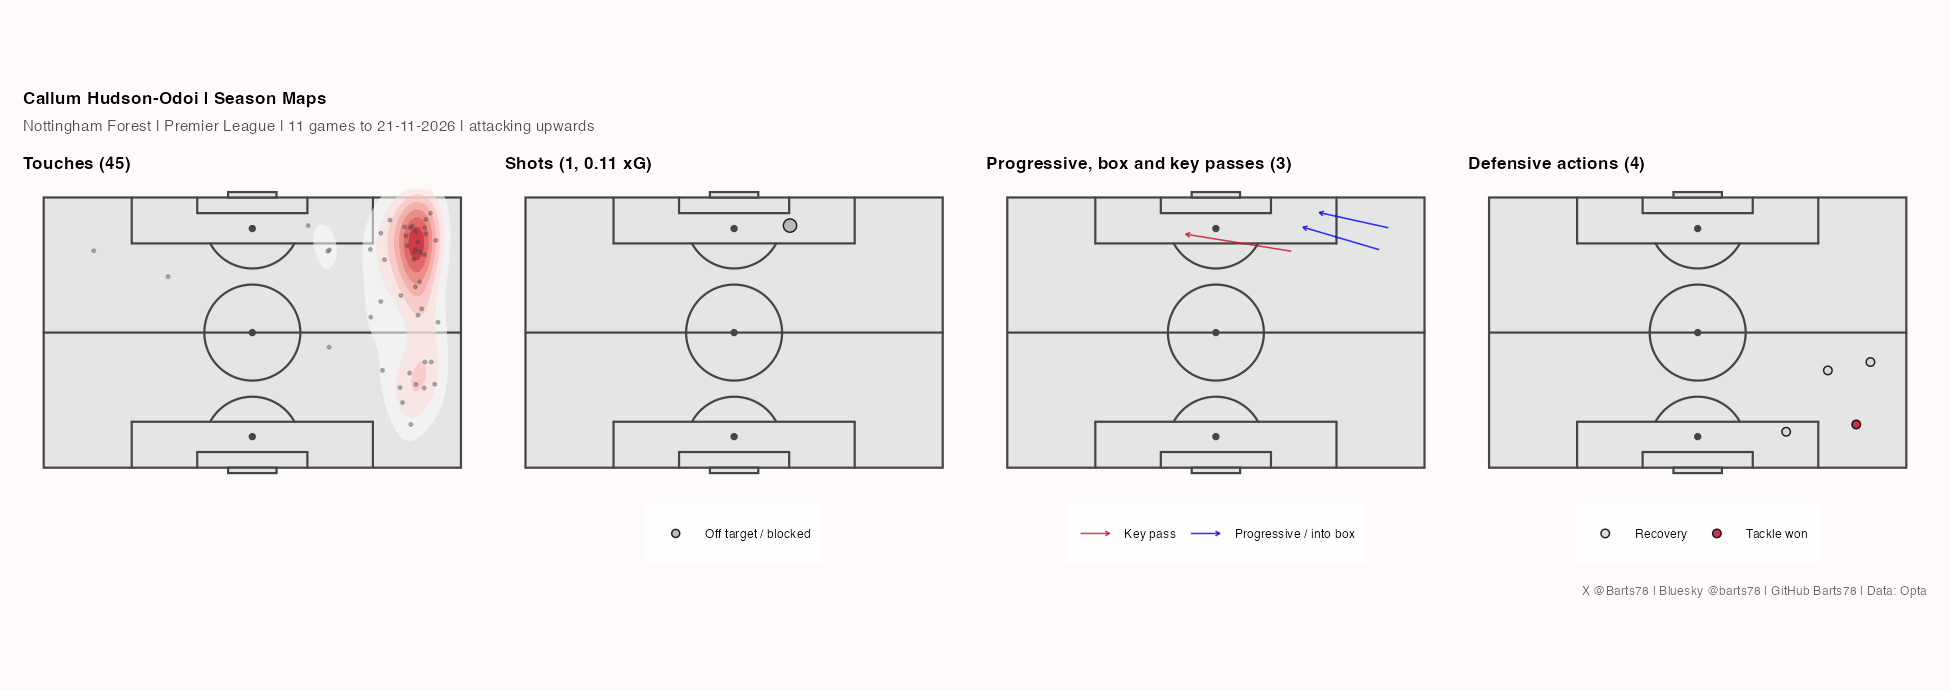 Callum Hudson-Odoi | Season Maps
Nottingham Forest | Premier League | 11 games to 21-11-2026 | attacking upwards
Touches (45)
Shots (1, 0.11 xG)
Progressive, box and key passes (3)
Defensive actions (4)
Off target / blocked
Key pass
Progressive / into box
Recovery
Tackle won
X @Barts78 | Bluesky @barts78 | GitHub Barts78 | Data: Opta